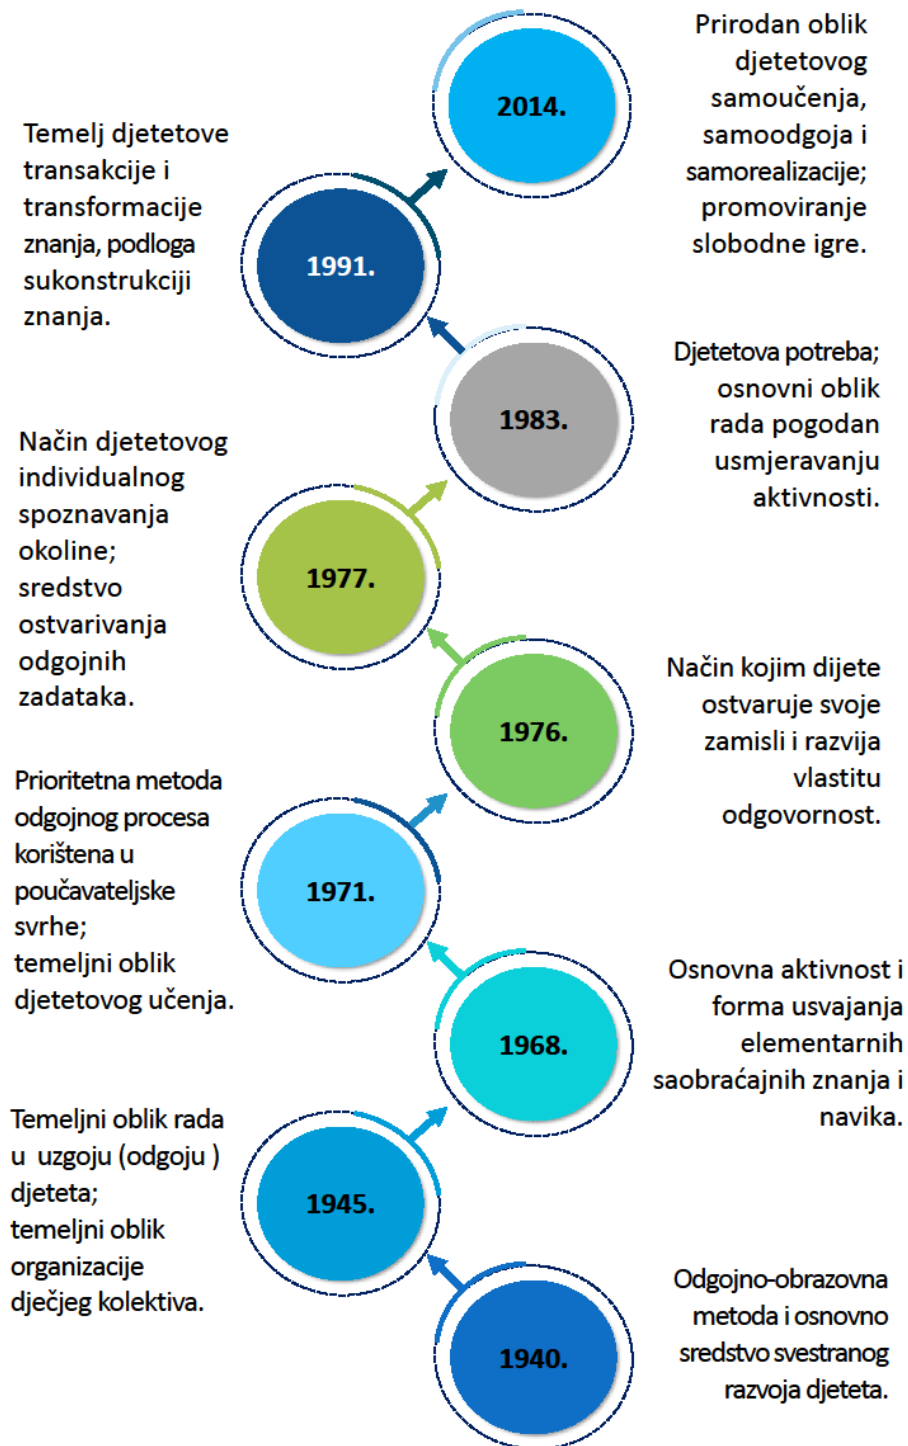 2014.
Prirodan oblik
djetetovog
samoučenja,
samoodgoja i
samorealizacije;
promoviranje
slobodne igre.
Temelj djetetove
transakcije i
transformacije
znanja, podloga
sukonstrukciji
znanja.
1991.
1983.
Djetetova potreba;
osnovni oblik
rada pogodan
usmjeravanju
aktivnosti.
Način djetetovog
individualnog
spoznavanja
okoline;
sredstvo
ostvarivanja
odgojnih
zadataka.
1977.
1976.
Način kojim dijete
ostvaruje svoje
zamisli i razvija
vlastitu
odgovornost.
Prioritetna metoda
odgojnog procesa
korištena u
poučavateljske
svrhe;
temeljni oblik
djetetovog učenja.
1971.
1968.
Osnovna aktivnost i
forma usvajanja
elementarnih
saobraćajnih znanja i
navika.
Temeljni oblik rada
u uzgoju (odgoju )
djeteta;
temeljni oblik
organizacije
dječjeg kolektiva.
1945.
1940.
Odgojno-obrazovna
metoda i osnovno
sredstvo svestranog
razvoja djeteta.